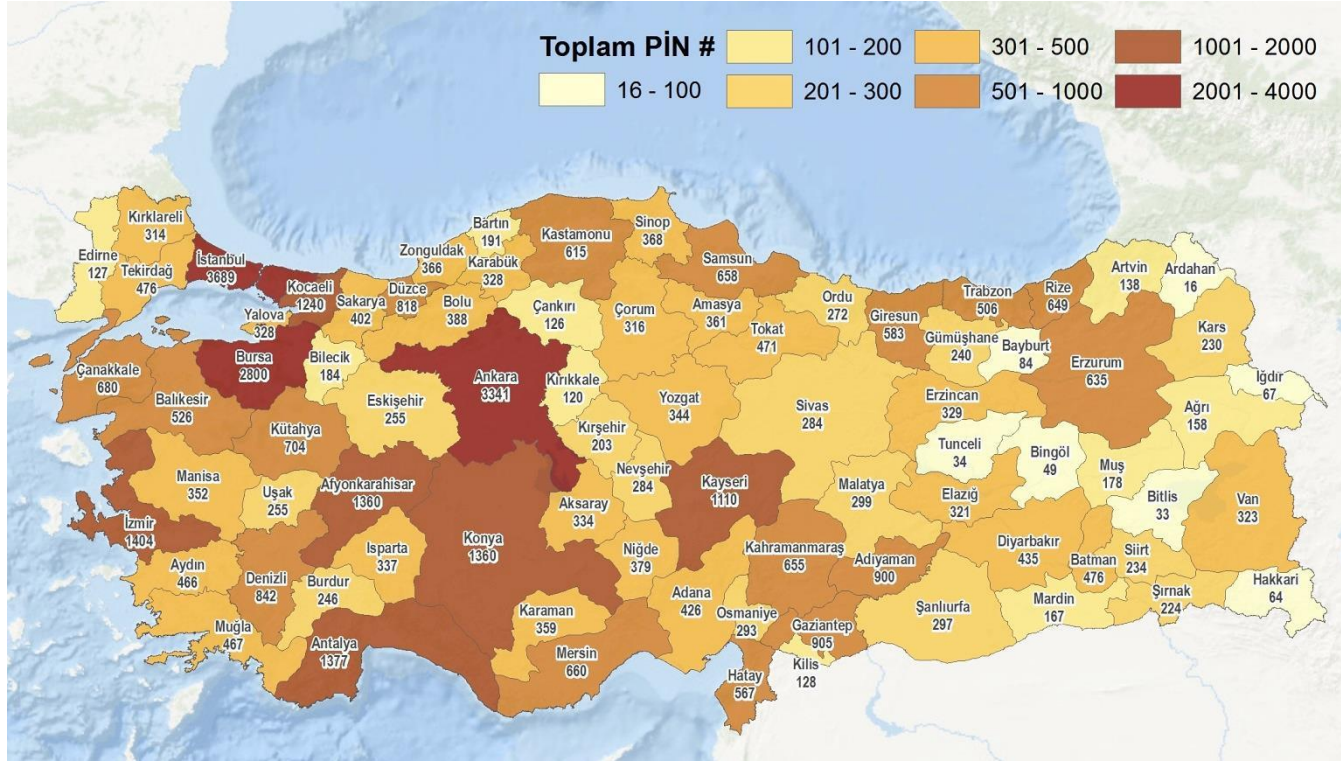 Toplam PİN #
16 - 100
101 - 200
201 - 300
301 - 500
501 - 1000
1001 - 2000
2001 - 4000
Kırklareli
314
Edirne
127
Tekirdağ
476
İstanbul
3689
Kocaeli
1240
Yalova
328
Sakarya
402
Düzce
818
Zonguldak
366
Bartın
191
Karabük
328
Bolu
388
Kastamonu
615
Sinop
368
Samsun
658
Çankırı
126
Çorum
316
Amasya
361
Tokat
471
Ordu
272
Giresun
583
Trabzon
506
Rize
649
Artvin
138
Ardahan
16
Gümüşhane
240
Bayburt
84
Erzurum
635
Kars
230
Iğdır
67
Ağrı
158
Çanakkale
680
Balıkesir
526
Bursa
2800
Bilecik
184
Kütahya
704
Eskişehir
255
Ankara
3341
Kırıkkale
120
Kırşehir
203
Yozgat
344
Sivas
284
Erzincan
329
Tunceli
34
Bingöl
49
Muş
178
Bitlis
33
Van
323
Manisa
352
Uşak
255
Afyonkarahisar
1360
İzmir
1404
Aydın
466
Denizli
842
Burdur
246
Isparta
337
Muğla
467
Antalya
1377
Konya
1360
Aksaray
334
Nevşehir
284
Kayseri
1110
Niğde
379
Karaman
359
Mersin
660
Adana
426
Osmaniye
293
Hatay
567
Kahramanmaraş
655
Malatya
299
Elazığ
321
Adıyaman
900
Gaziantep
905
Kilis
128
Şanlıurfa
297
Diyarbakır
435
Batman
476
Mardin
167
Siirt
234
Şırnak
224
Hakkari
64